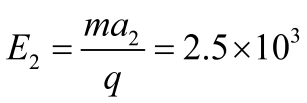 E₂ = ma₂/q = 2.5×10³